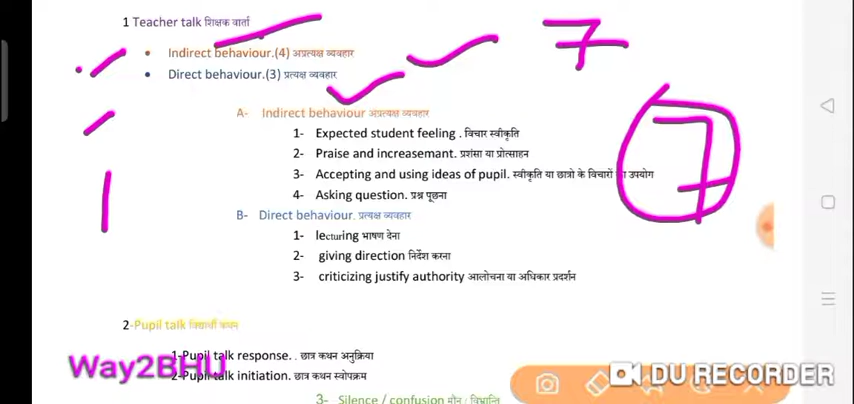 1 Teacher talk शिक्षक वार्ता
7
• Indirect behaviour.(4) अप्रत्यक्ष व्यवहार
• Direct behaviour.(3) प्रत्यक्ष व्यवहार
A- Indirect behaviour अप्रत्यक्ष व्यवहार
1- Expected student feeling . विचार स्वीकृति
2- Praise and increasemant. प्रशंसा या प्रोत्साहन
7
3- Accepting and using ideas of pupil. स्वीकृति या छात्रो के विचारों उपयोग
4- Asking question. प्रश्न पूछना
B- Direct behaviour. प्रत्यक्ष व्यवहार
1- lecturing भाषण देना
2- giving direction निर्देश करना
3- criticizing justify authority आलोचना या अधिकार प्रदर्शन
2-Pupil talk विद्यार्थी कथन
1-Pupil talk response. . छात्र कथन अनुक्रिया
Way2BHU
2-Pupil talk initiation. छात्र कथन स्वोपक्रम
DU RECORDER
3- Silence / confusion मौन / विभ्रान्ति